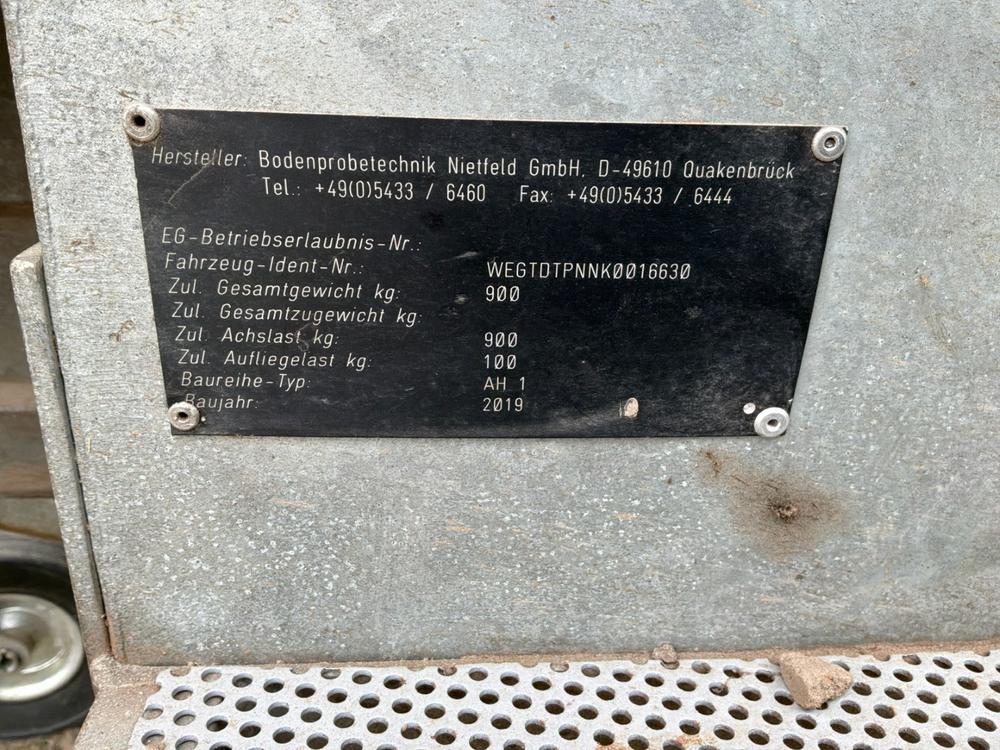 Hersteller: Bodenprobetechnik Nietfeld GmbH, D-49610 Quakenbrück
Tel.: +49(0)5433 / 6460 Fax: +49(0)5433 / 6444
EG-Betriebserlaubnis-Nr.:
Fahrzeug-Ident-Nr.: WEGTDTPNNK0016630
Zul. Gesamtgewicht kg: 900
Zul. Gesamtzugewicht kg:
Zul. Achslast kg: 900
Zul. Aufliegelast kg: 100
Baureihe-Typ: AH 1
Baujahr: 2019